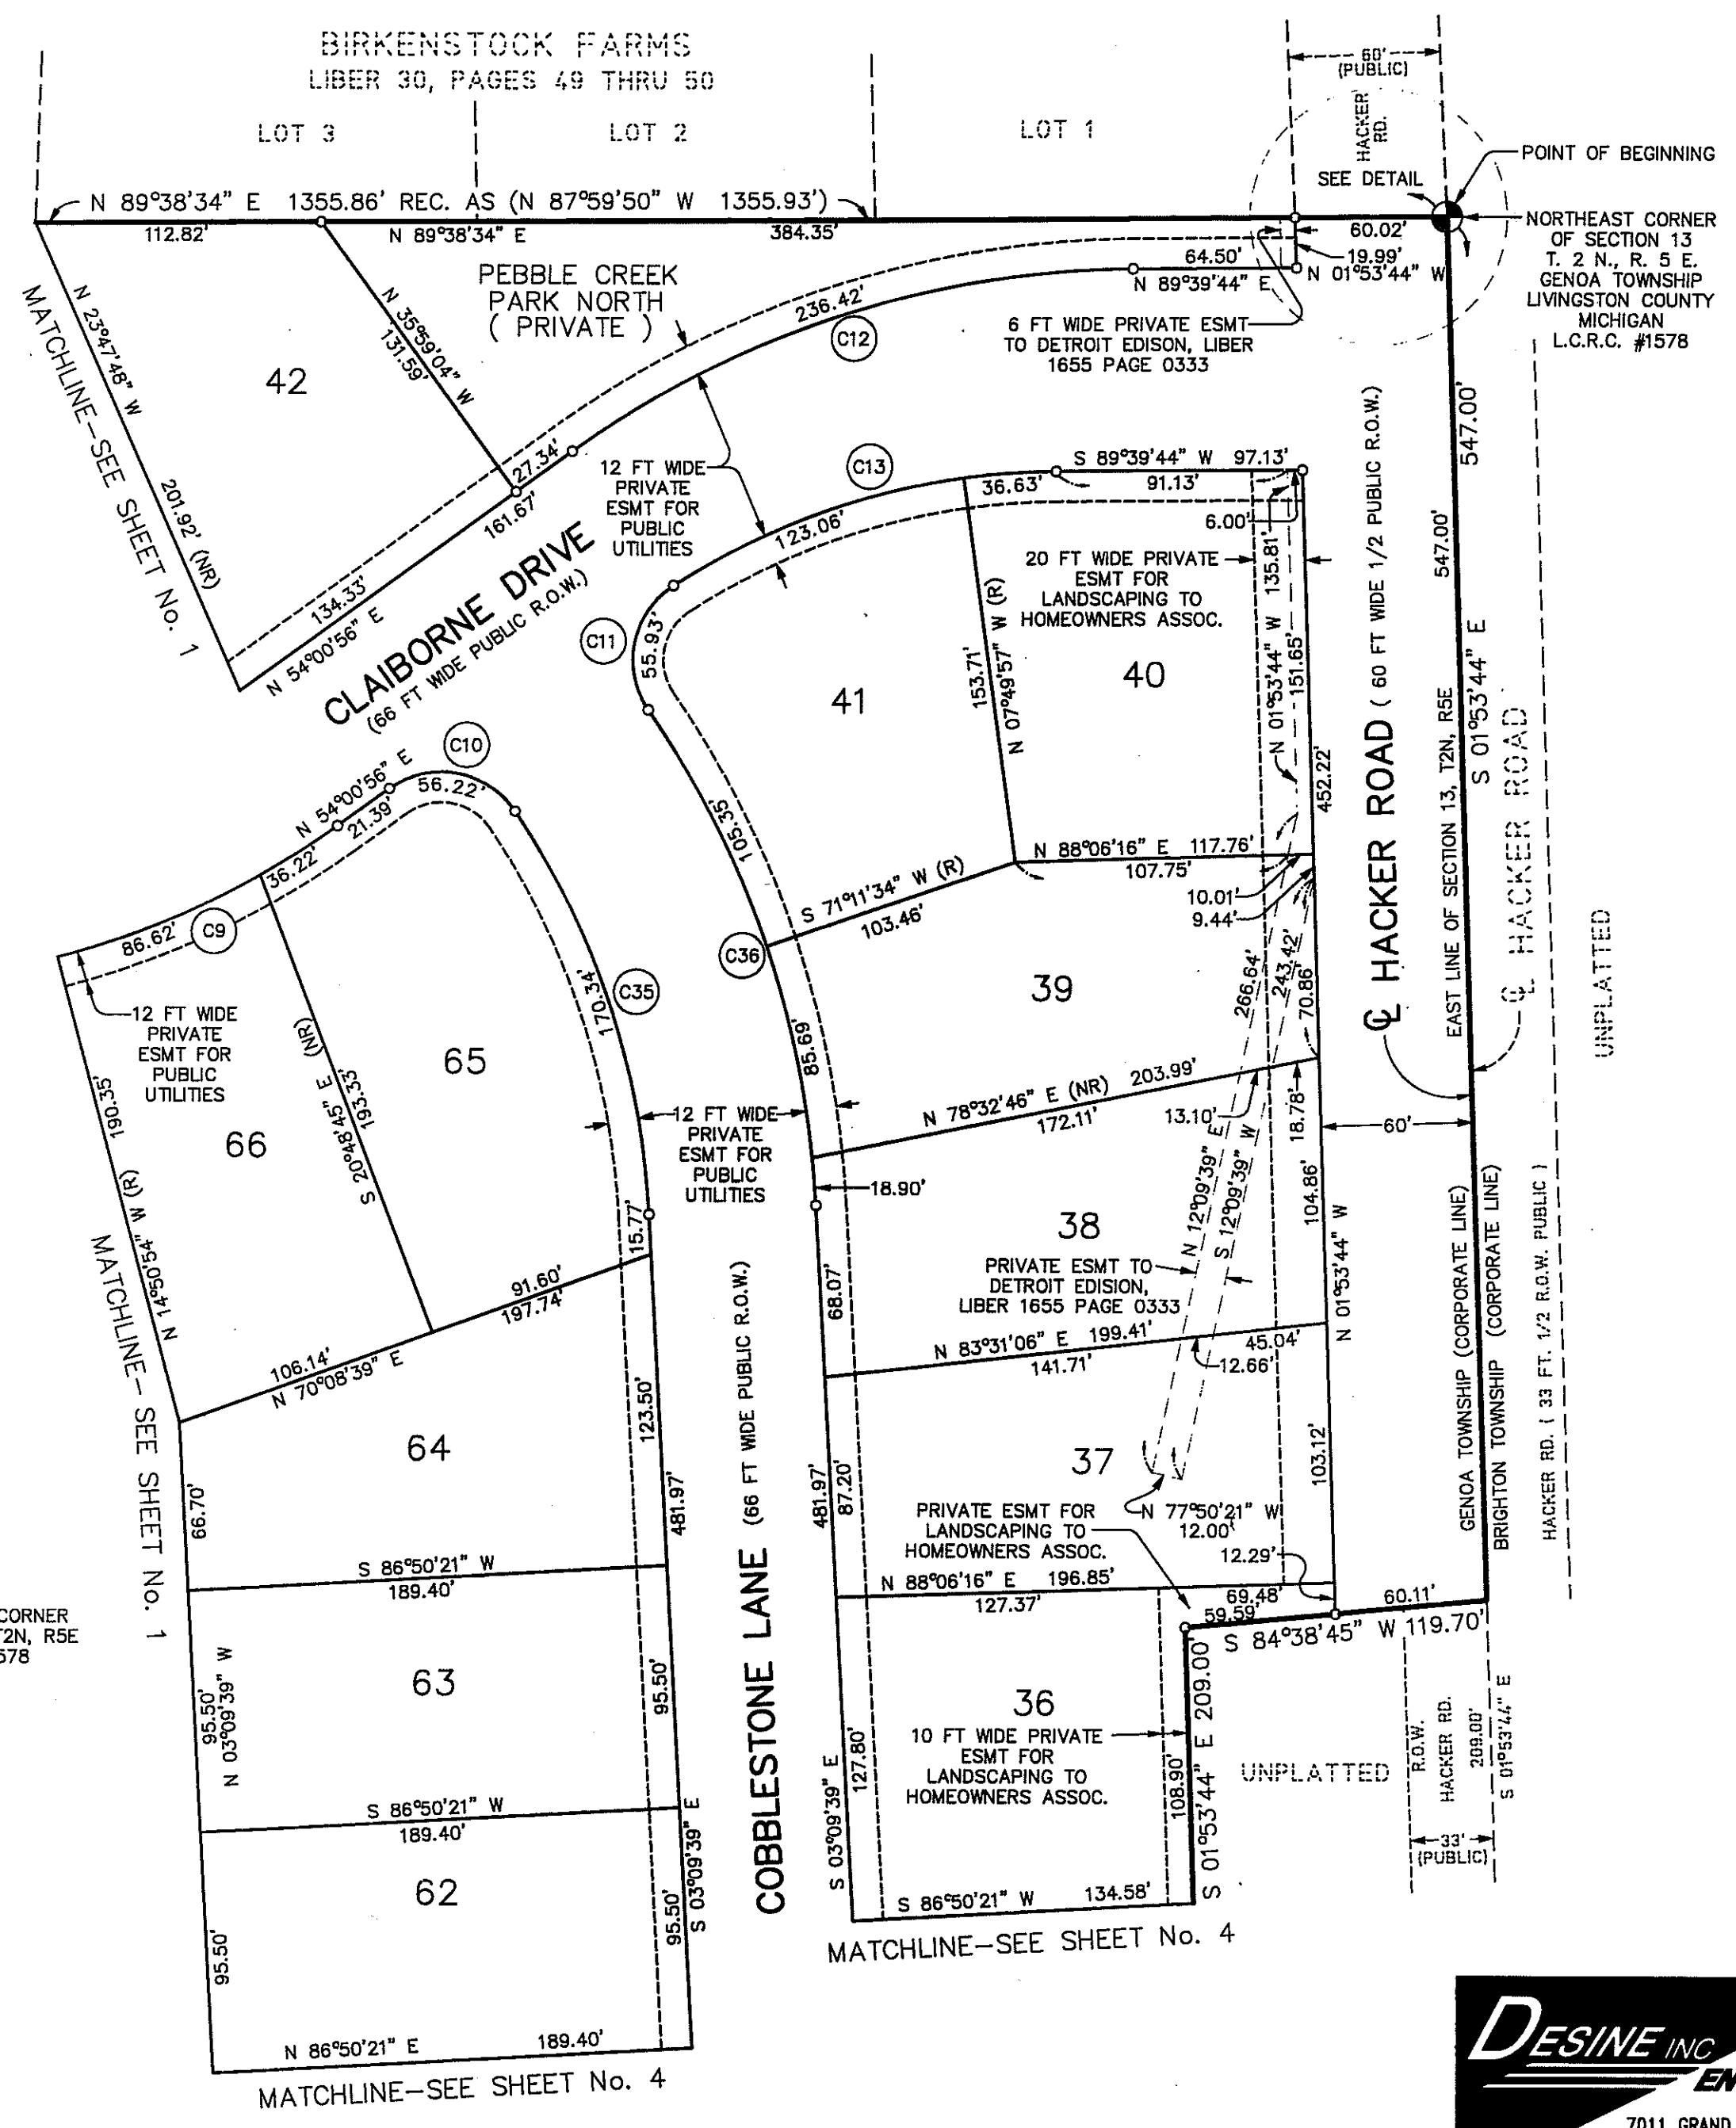 BIRKENSTOCK FARMS
LIBER 30, PAGES 49 THRU 50
LOT 3
LOT 2
LOT 1
60'
(PUBLIC)
HACKER
RD.
SEE DETAIL
POINT OF BEGINNING
NORTHEAST CORNER
OF SECTION 13
T. 2 N., R. 5 E.
GENOA TOWNSHIP
LIVINGSTON COUNTY
MICHIGAN
L.C.R.C. #1578
N 89°38'34" E 1355.86' REC. AS (N 87°59'50" W 1355.93')
112.82'
N 89°38'34" E
384.35'
60.02'
19.99'
N 01°53'44" W
64.50'
N 89°39'44" E
PEBBLE CREEK
PARK NORTH
( PRIVATE )
236.42'
C12
6 FT WIDE PRIVATE ESMT
TO DETROIT EDISON, LIBER
1655 PAGE 0333
N 23°47'48" W
201.92' (NR)
MATCHLINE-SEE SHEET No. 1
42
N 35°59'04" W
131.59'
27.34'
161.67'
134.33'
N 54°00'56" E
12 FT WIDE
PRIVATE
ESMT FOR
PUBLIC
UTILITIES
CLAIBORNE DRIVE
(66 FT WIDE PUBLIC R.O.W.)
C13
S 89°39'44" W 97.13'
36.63'
91.13'
6.00'
123.06'
C11
55.93'
20 FT WIDE PRIVATE
ESMT FOR
LANDSCAPING TO
HOMEOWNERS ASSOC.
135.81'
N 01°53'44" W
151.65'
452.22'
153.71'
N 07°49'57" W (R)
41
40
547.00'
547.00'
S 01°53'44" E
℄ HACKER ROAD ( 60 FT WIDE 1/2 PUBLIC R.O.W.)
EAST LINE OF SECTION 13, T2N, R5E
℄ HACKER ROAD
UNPLATTED
C10
N 54°00'56" E
56.22'
21.39'
36.22'
86.62'
C9
105.35'
N 88°06'16" E 117.76'
107.75'
10.01'
9.44'
S 71°11'34" W (R)
103.46'
C36
C35
170.34'
39
266.64'
243.42'
70.86'
85.69'
12 FT WIDE
PRIVATE
ESMT FOR
PUBLIC
UTILITIES
190.35'
N 14°50'54" W (R)
66
S 20°48'45" E (NR)
193.33'
65
12 FT WIDE
PRIVATE
ESMT FOR
PUBLIC
UTILITIES
N 78°32'46" E (NR) 203.99'
172.11'
13.10'
18.78'
60'
18.90'
38
N 12°09'39" E
S 12°09'39" W
104.86'
N 01°53'44" W
PRIVATE ESMT TO
DETROIT EDISION,
LIBER 1655 PAGE 0333
15.77'
91.60'
197.74'
106.14'
N 70°08'39" E
68.07'
N 83°31'06" E 199.41'
141.71'
45.04'
12.66'
GENOA TOWNSHIP (CORPORATE LINE)
BRIGHTON TOWNSHIP (CORPORATE LINE)
HACKER RD. ( 33 FT. 1/2 R.O.W. PUBLIC )
MATCHLINE- SEE SHEET No. 1
64
123.50'
481.97'
66.70'
COBBLESTONE LANE (66 FT WIDE PUBLIC R.O.W.)
481.97'
87.20'
37
103.12'
PRIVATE ESMT FOR
LANDSCAPING TO
HOMEOWNERS ASSOC.
N 77°50'21" W
12.00'
12.29'
S 86°50'21" W
189.40'
N 88°06'16" E 196.85'
127.37'
69.48'
59.59'
60.11'
S 84°38'45" W 119.70'
CORNER
T2N, R5E
578
95.50'
N 03°09'39" W
63
95.50'
36
10 FT WIDE PRIVATE
ESMT FOR
LANDSCAPING TO
HOMEOWNERS ASSOC.
S 03°09'39" E
127.80'
108.90'
S 01°53'44" E 209.00'
UNPLATTED
R.O.W.
HACKER RD.
209.00'
S 01°53'44" E
33'
(PUBLIC)
S 86°50'21" W
189.40'
62
95.50'
95.50'
S 03°09'39" E
S 86°50'21" W 134.58'
MATCHLINE-SEE SHEET No. 4
N 86°50'21" E 189.40'
MATCHLINE-SEE SHEET No. 4
DESINE INC
EN
7011 GRAND